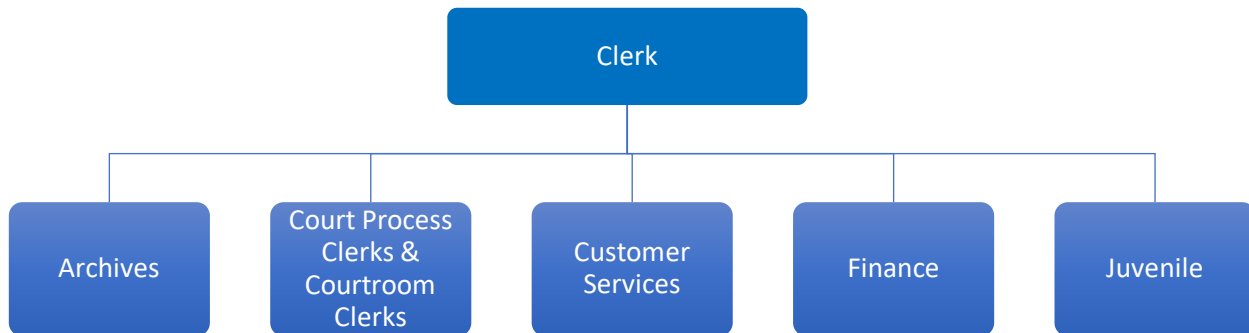 Clerk
Archives
Court Process
Clerks &
Courtroom
Clerks
Customer
Services
Finance
Juvenile